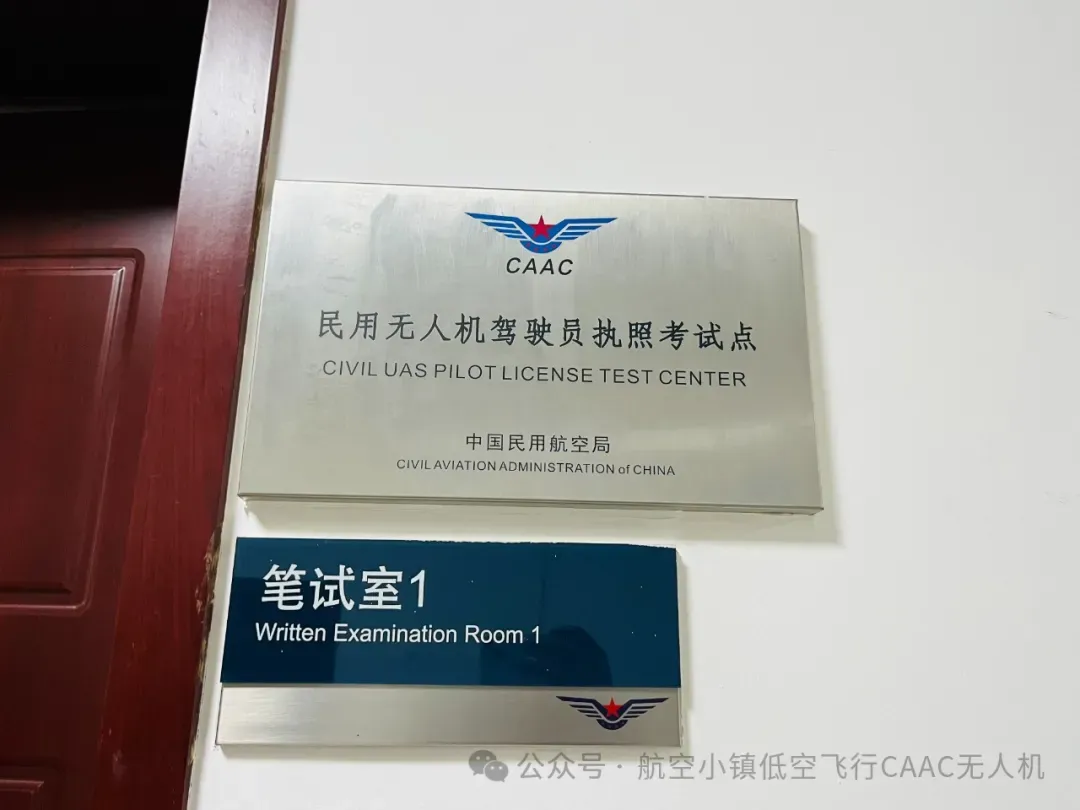 CAAC
民用无人机驾驶员执照考试点
CIVIL UAS PILOT LICENSE TEST CENTER
中国民用航空局
CIVIL AVIATION ADMINISTRATION of CHINA
笔试室1
Written Examination Room 1
公众号·航空小镇低空飞行CAAC无人机